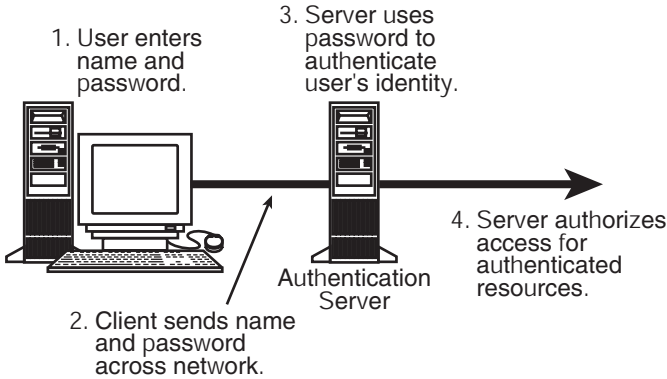 1. User enters
name and
password.
3. Server uses
password to
authenticate
user's identity.
4. Server authorizes
access for
authenticated
resources.
Authentication
Server
2. Client sends name
and password
across network.